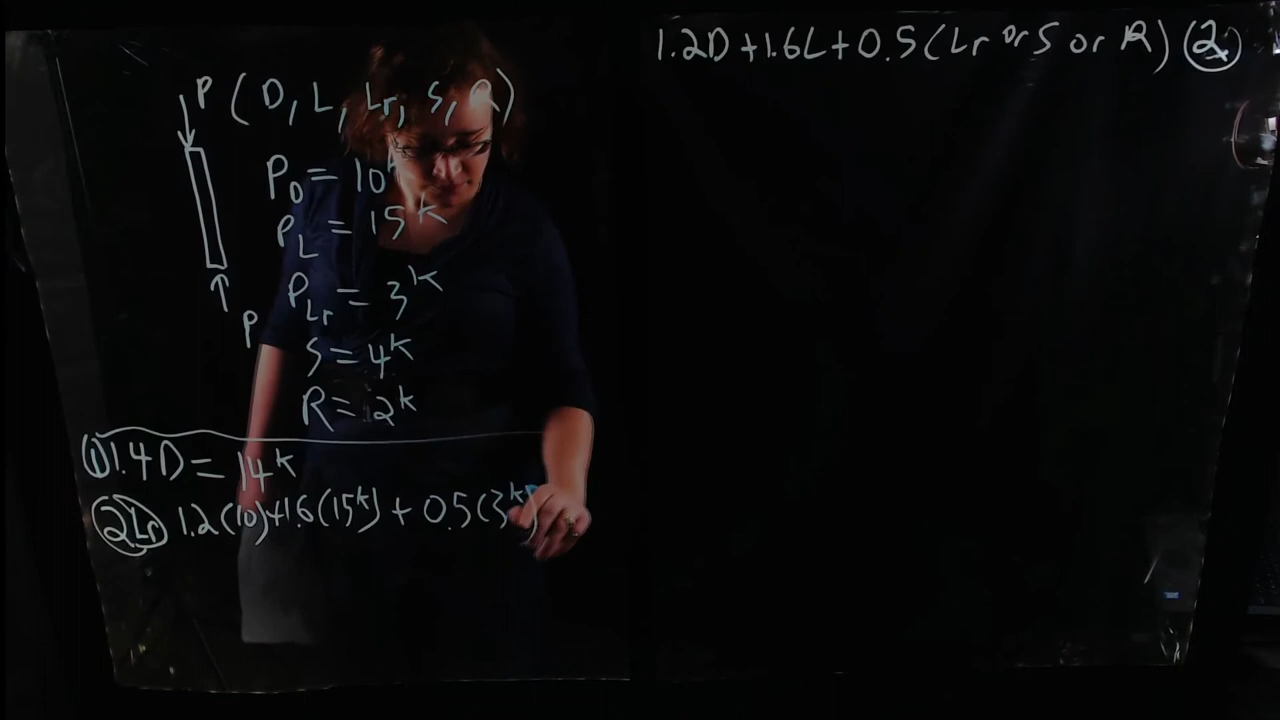 1.2D + 1.6L + 0.5 (Lr or S or R) (2)
P (D, L, Lr, S, R)
P_D = 10^k
P_L = 15^k
P_Lr = 3^k
P
S = 4^k
R = 2^k
(1) 1.4D = 14^k
(2Lr) 1.2(10)+1.6(15^k) + 0.5(3^k)